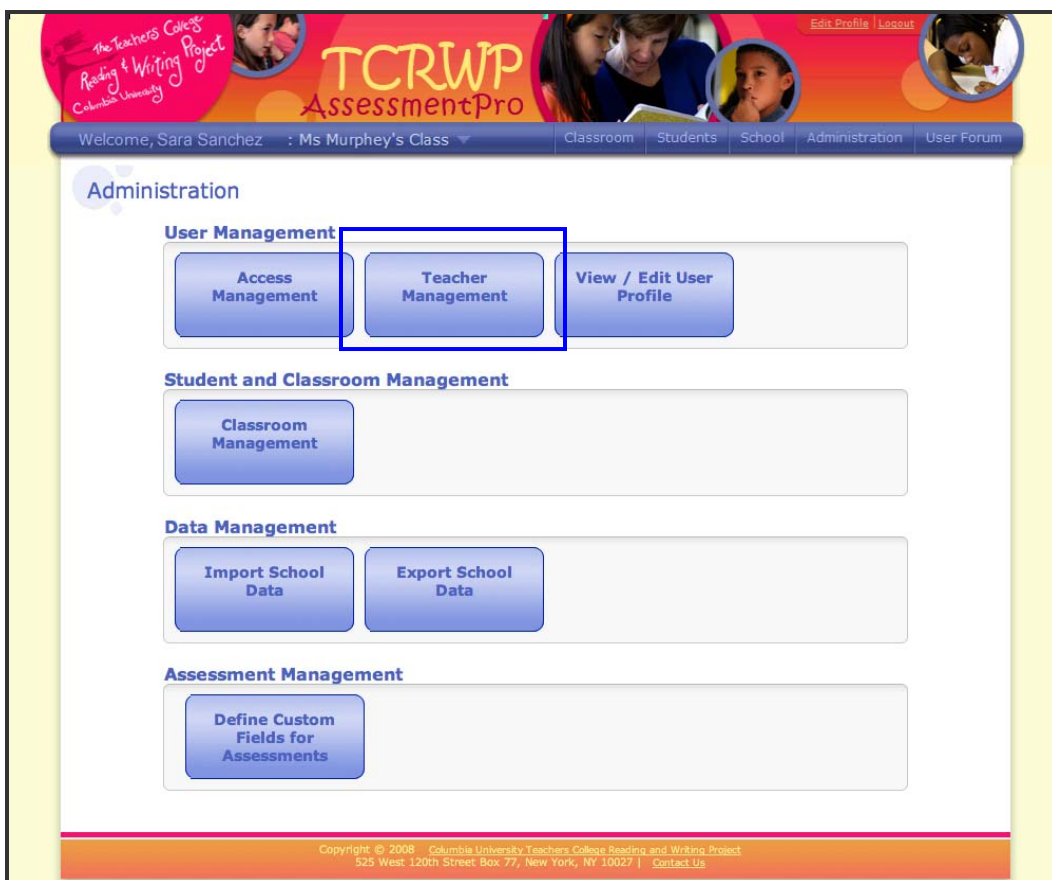 The Teachers College
Reading & Writing Project
Columbia University
TCRWP
AssessmentPro
Edit Profile | Logout
Welcome, Sara Sanchez : Ms Murphey's Class Classroom Students School Administration User Forum
Administration
User Management
Access
Management
Teacher
Management
View / Edit User
Profile
Student and Classroom Management
Classroom
Management
Data Management
Import School
Data
Export School
Data
Assessment Management
Define Custom
Fields for
Assessments
Copyright © 2008 Columbia University Teachers College Reading and Writing Project
525 West 120th Street Box 77, New York, NY 10027 | Contact Us